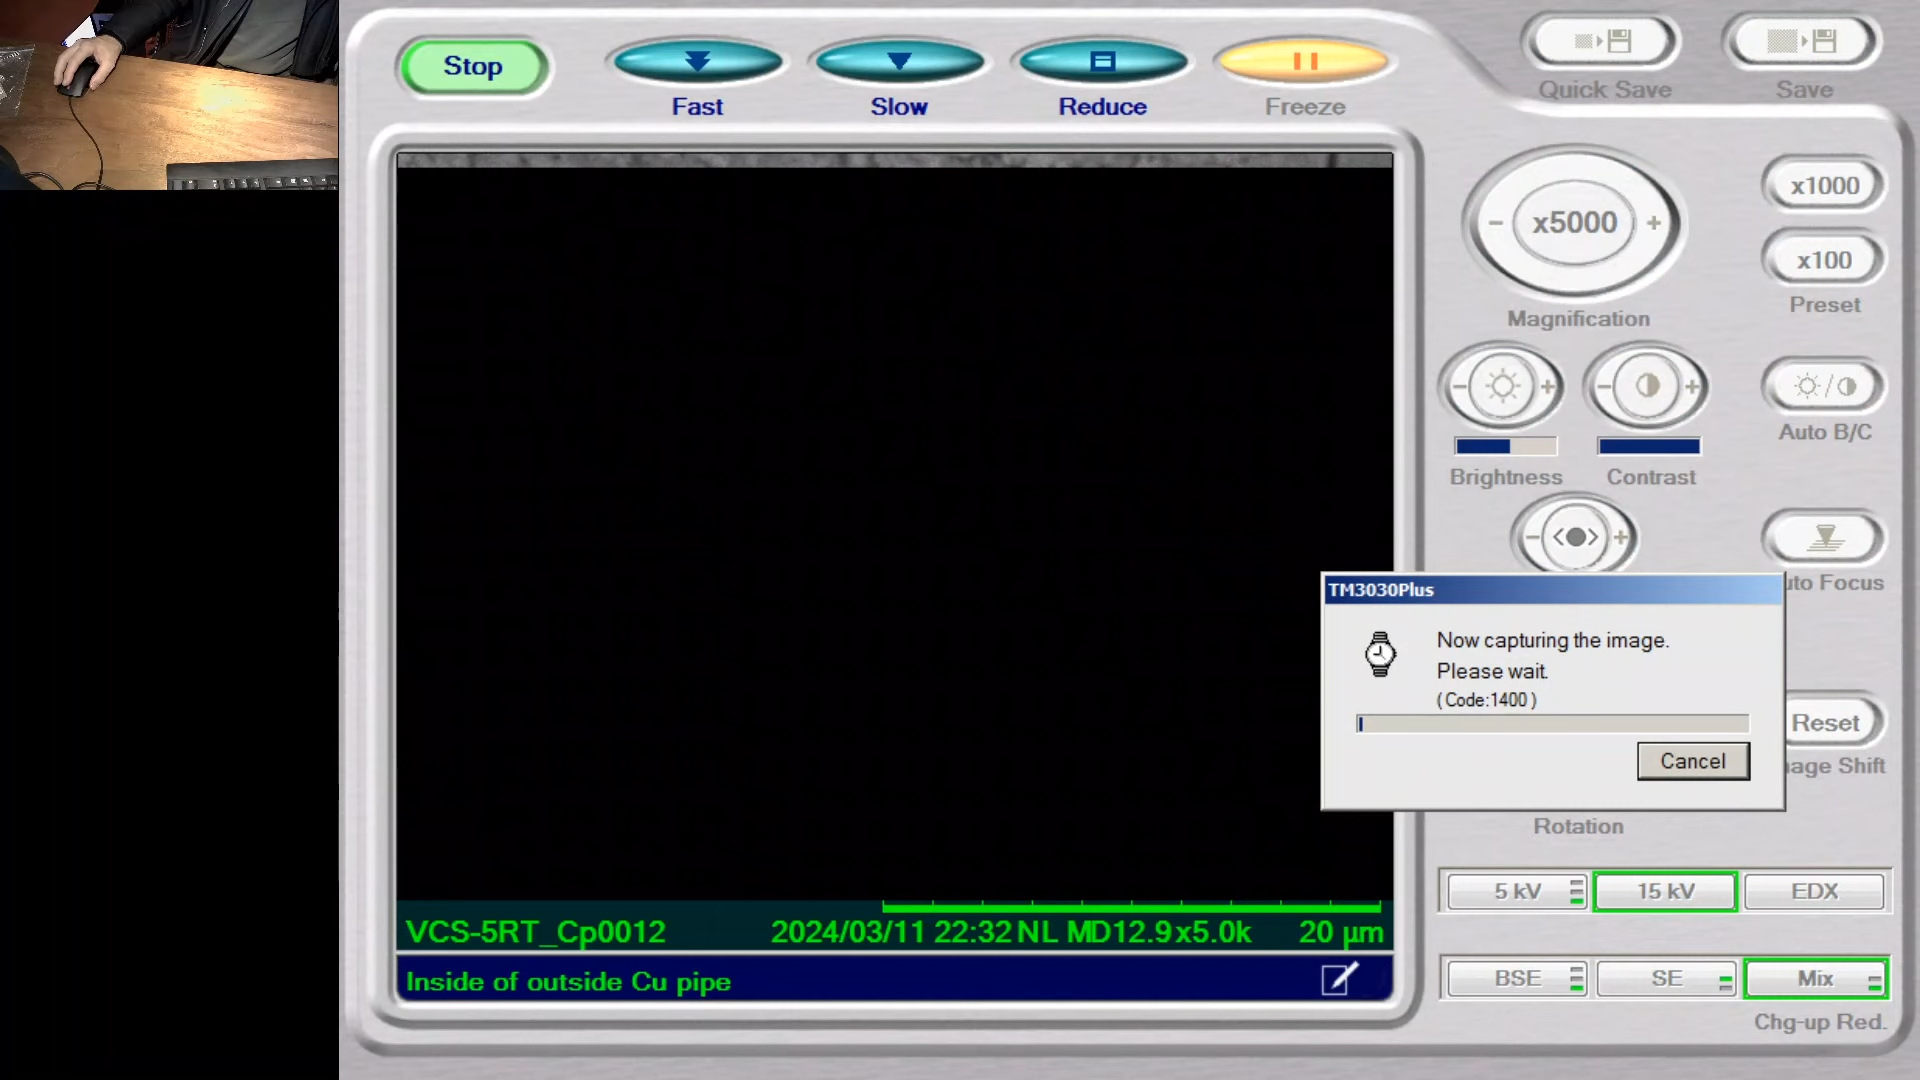 Stop
Fast
Slow
Reduce
Freeze
Quick Save
Save
x5000
Magnification
x1000
x100
Preset
Brightness
Contrast
Auto B/C
uto Focus
TM3030Plus
Now capturing the image.
Please wait.
(Code:1400)
Cancel
Reset
age Shift
Rotation
5 kV
15 kV
EDX
BSE
SE
Mix
Chg-up Red.
VCS-5RT_Cp0012 2024/03/11 22:32 NL MD12.9 x5.0k 20 µm
Inside of outside Cu pipe